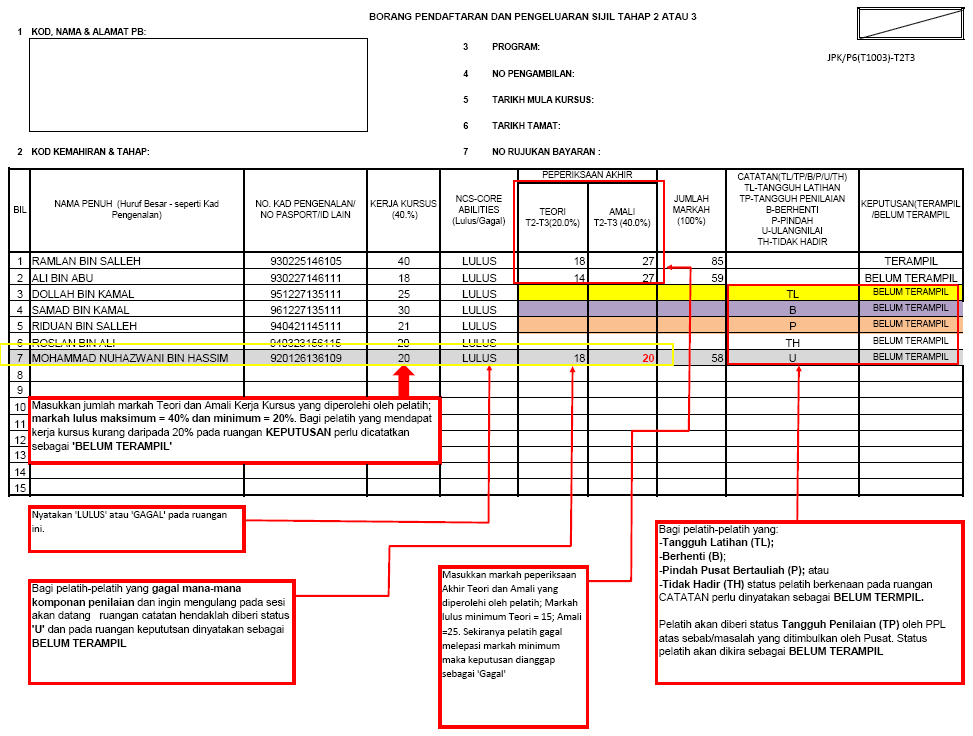 BORANG PENDAFTARAN DAN PENGELUARAN SIJIL TAHAP 2 ATAU 3
JPK/P6(T1003)-T2T3
1 KOD, NAMA & ALAMAT PB:
3 PROGRAM:
4 NO PENGAMBILAN:
5 TARIKH MULA KURSUS:
6 TARIKH TAMAT:
2 KOD KEMAHIRAN & TAHAP:
7 NO RUJUKAN BAYARAN :
BIL
NAMA PENUH (Huruf Besar - seperti Kad
Pengenalan)
NO. KAD PENGENALAN/
NO PASPORT/ID LAIN
KERJA KURSUS
(40.%)
NCS-CORE
ABILITIES
(Lulus/Gagal)
PEPERIKSAAN AKHIR
TEORI
T2-T3(20.0%)
AMALI
T2-T3 (40.0%)
JUMLAH
MARKAH
(100%)
CATATAN(TL/TP/B/P/U/TH)
TL-TANGGUH LATIHAN
TP-TANGGUH PENILAIAN
B-BERHENTI
P-PINDAH
U-ULANGNILAI
TH-TIDAK HADIR
KEPUTUSAN(TERAMPIL
/BELUM TERAMPIL
1 RAMLAN BIN SALLEH 930225146105 40 LULUS 18 27 85 TERAMPIL
2 ALI BIN ABU 930227146111 18 LULUS 14 27 59 BELUM TERAMPIL
3 DOLLAH BIN KAMAL 951227135111 25 LULUS TL BELUM TERAMPIL
4 SAMAD BIN KAMAL 961227135111 30 LULUS B BELUM TERAMPIL
5 RIDUAN BIN SALLEH 940421145111 21 LULUS P BELUM TERAMPIL
6 ROSLAN BIN ALI 940323156115 20 LULUS TH BELUM TERAMPIL
7 MOHAMMAD NUHAZWANI BIN HASSIM 920126136109 20 LULUS 18 20 58 U BELUM TERAMPIL
8
9
10
11
12
13
14
15
Masukkan jumlah markah Teori dan Amali Kerja Kursus yang diperolehi oleh pelatih;
markah lulus maksimum = 40% dan minimum = 20%. Bagi pelatih yang mendapat
kerja kursus kurang daripada 20% pada ruangan KEPUTUSAN perlu dicatatkan
sebagai 'BELUM TERAMPIL'
Nyatakan 'LULUS' atau 'GAGAL' pada ruangan
ini.
Bagi pelatih-pelatih yang gagal mana-mana
komponan penilaian dan ingin mengulang pada sesi
akan datang ruangan catatan hendaklah diberi status
'U' dan pada ruangan kepututsan dinyatakan sebagai
BELUM TERAMPIL
Masukkan markah peperiksaan
Akhir Teori dan Amali yang
diperolehi oleh pelatih; Markah
lulus minimum Teori = 15; Amali
=25. Sekiranya pelatih gagal
melepasi markah minimum
maka keputusan dianggap
sebagai 'Gagal'
Bagi pelatih-pelatih yang:
-Tangguh Latihan (TL);
-Berhenti (B);
-Pindah Pusat Bertauliah (P); atau
-Tidak Hadir (TH) status pelatih berkenaan pada ruangan
CATATAN perlu dinyatakan sebagai BELUM TERMPIL.
Pelatih akan diberi status Tangguh Penilaian (TP) oleh PPL
atas sebab/masalah yang ditimbulkan oleh Pusat. Status
pelatih akan dikira sebagai BELUM TERAMPIL